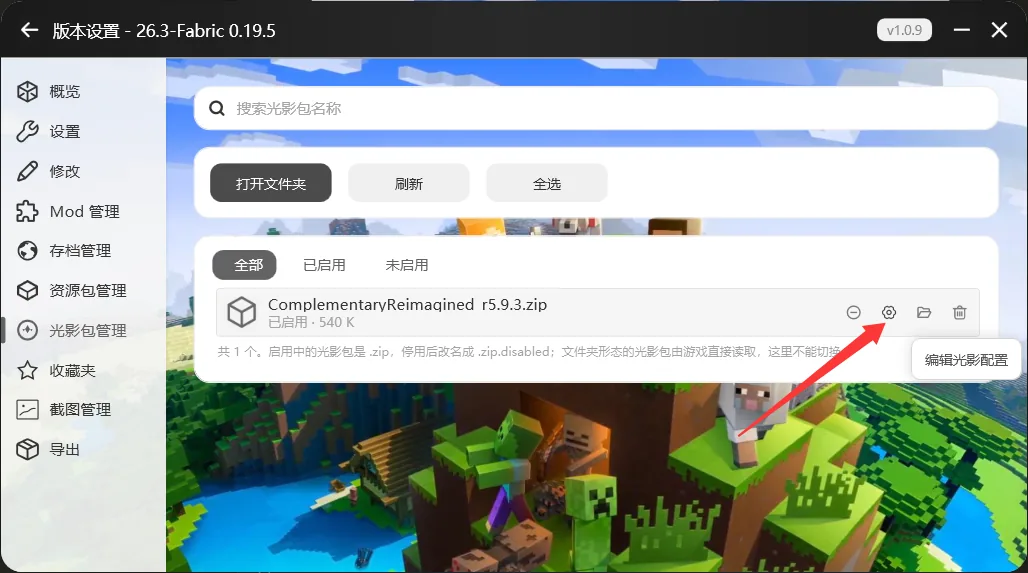 版本设置 - 26.3-Fabric 0.19.5
v1.0.9
概览
设置
修改
Mod 管理
存档管理
资源包管理
光影包管理
收藏夹
截图管理
导出
搜索光影包名称
打开文件夹 刷新 全选
全部 已启用 未启用
ComplementaryReimagined_r5.9.3.zip
已启用 · 540 K
共 1 个。启用中的光影包是 .zip，停用后改名成 .zip.disabled；文件夹形态的光影包由游戏直接读取，这里不能切换
编辑光影配置